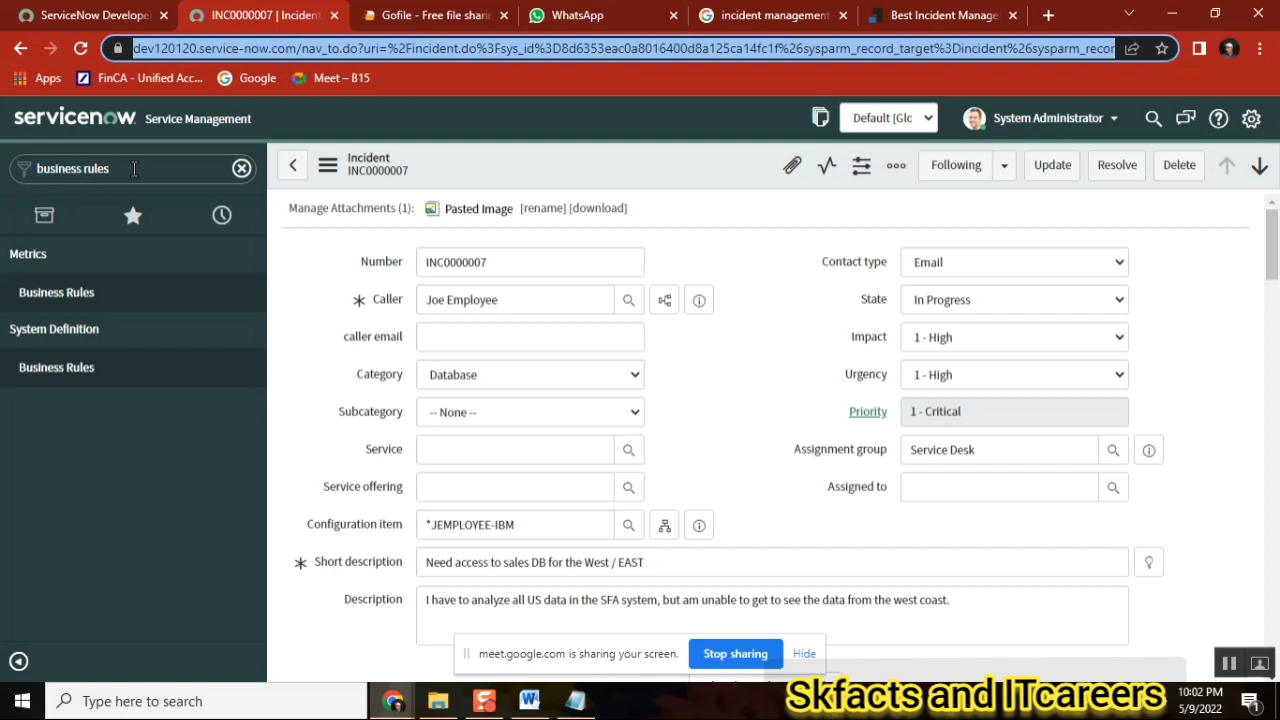 ServiceNow Developer
INC0000007 | Incident
Gofile - Free file shari
WhatsApp
incident management
Best Incident Manage
dev120120.service-now.com/nav_to.do?uri=%2Fincident.do%3Fsys_id%3D8d6353eac0a8016400d8a125ca14fc1f%26sysparm_record_target%3Dincident%26sysparm_recor
Apps
FinCA - Unified Acc...
Google
Meet – B15
servicenow
Service Management
Default [Glo
System Administrator
business rules
Incident
INC0000007
Following
Update
Resolve
Delete
Manage Attachments (1):
Pasted Image
[rename] [download]
Metrics
Business Rules
System Definition
Business Rules
Number
INC0000007
Caller
Joe Employee
caller email
Category
Database
Subcategory
-- None --
Service
Service offering
Configuration item
*JEMPLOYEE-IBM
Contact type
Email
State
In Progress
Impact
1 - High
Urgency
1 - High
Priority
1 - Critical
Assignment group
Service Desk
Assigned to
Short description
Need access to sales DB for the West / EAST
Description
I have to analyze all US data in the SFA system, but am unable to get to see the data from the west coast.
meet.google.com is sharing your screen.
Stop sharing
Hide
Type here to search
10:02 PM
5/9/2022
1
Skfacts and ITcareers